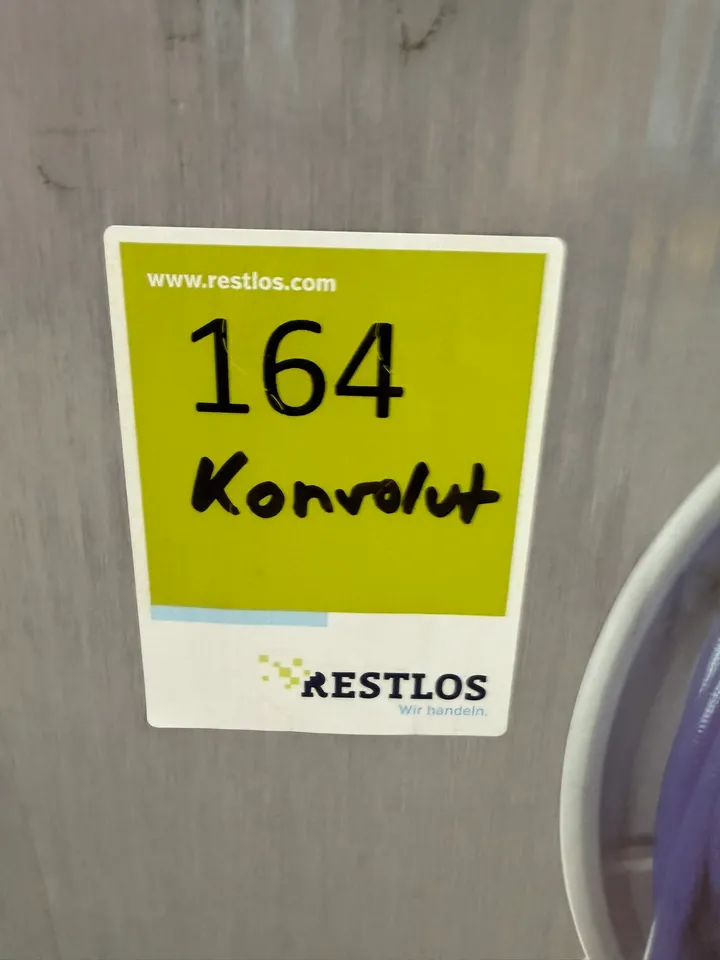 www.restlos.com
164
Konvolut
RESTLOS
Wir handeln.